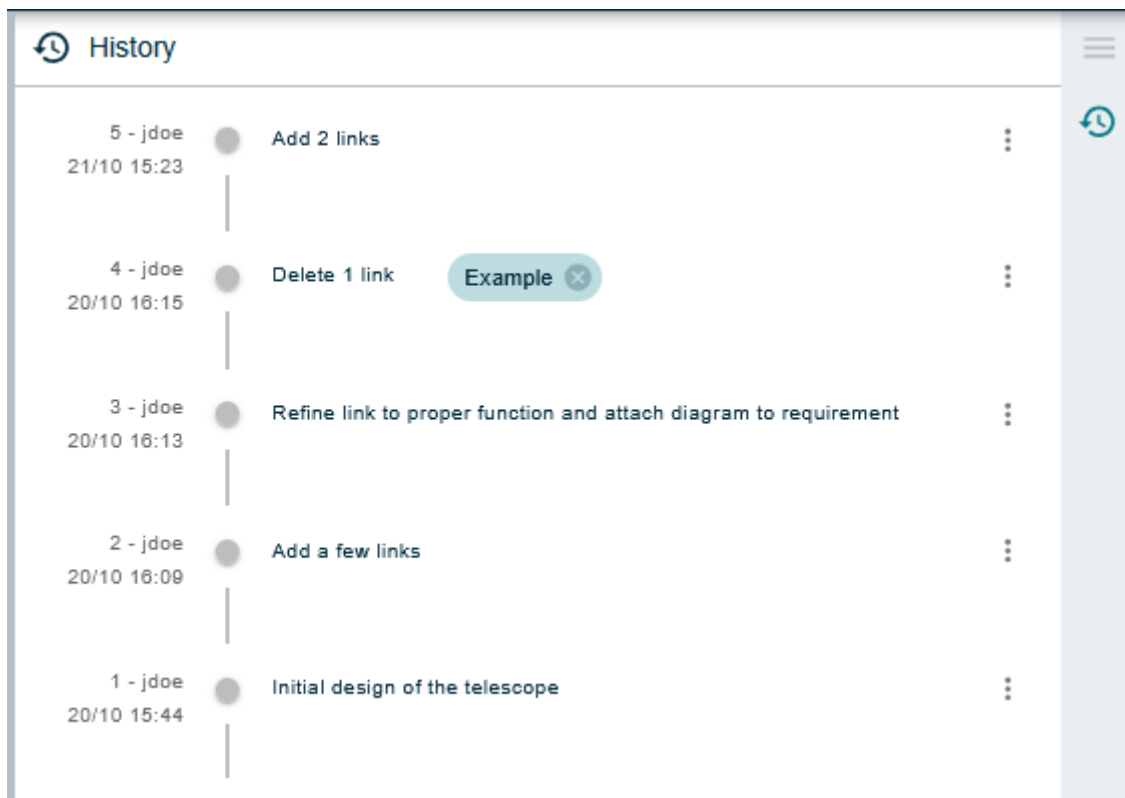 History
5 - jdoe
21/10 15:23
Add 2 links
4 - jdoe
20/10 16:15
Delete 1 link
Example
3 - jdoe
20/10 16:13
Refine link to proper function and attach diagram to requirement
2 - jdoe
20/10 16:09
Add a few links
1 - jdoe
20/10 15:44
Initial design of the telescope